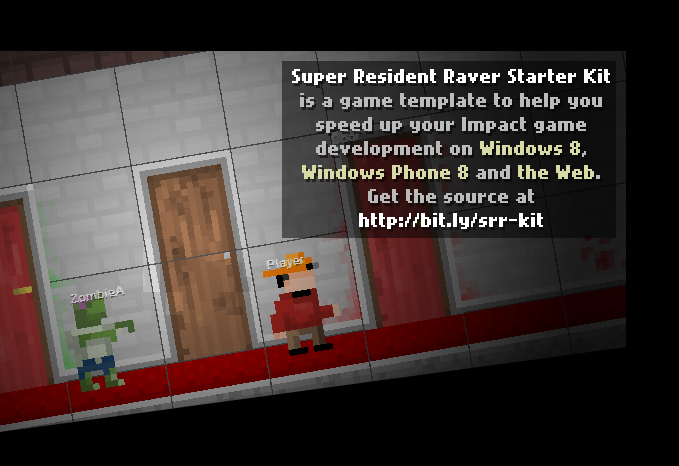 Super Resident Raver Starter Kit
is a game template to help you
speed up your Impact game
development on Windows 8,
Windows Phone 8 and the Web.
Get the source at
http://bit.ly/srr-kit
Player
ZombieA